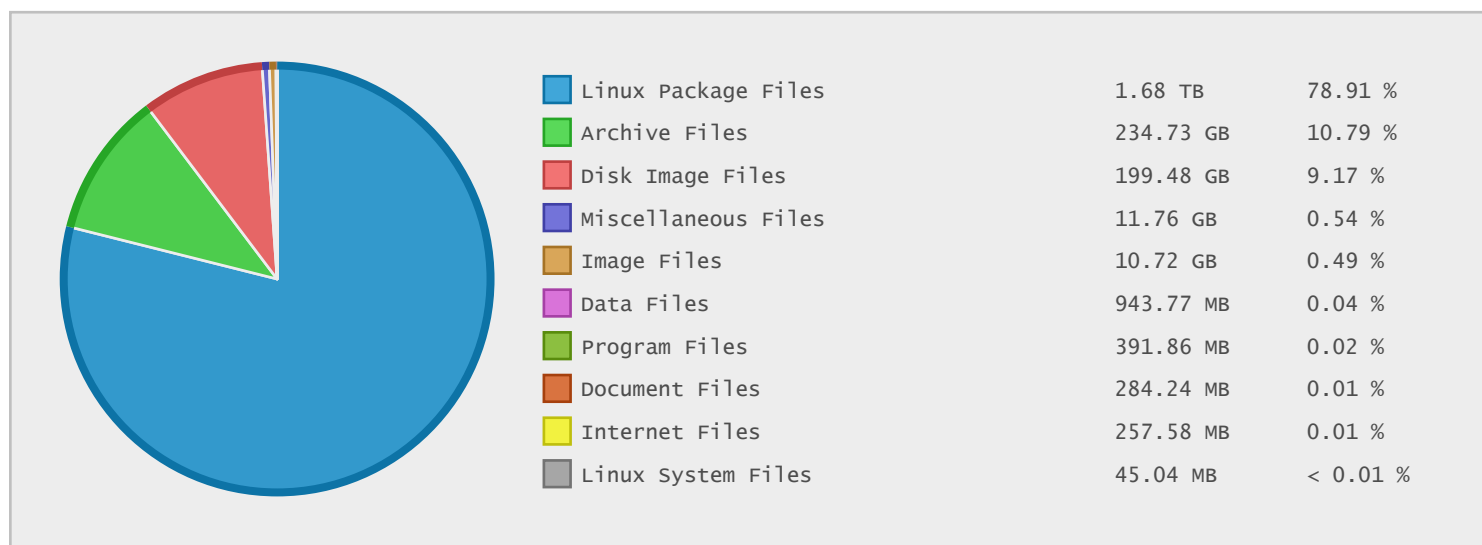 Linux Package Files 1.68 TB 78.91 %
Archive Files 234.73 GB 10.79 %
Disk Image Files 199.48 GB 9.17 %
Miscellaneous Files 11.76 GB 0.54 %
Image Files 10.72 GB 0.49 %
Data Files 943.77 MB 0.04 %
Program Files 391.86 MB 0.02 %
Document Files 284.24 MB 0.01 %
Internet Files 257.58 MB 0.01 %
Linux System Files 45.04 MB < 0.01 %